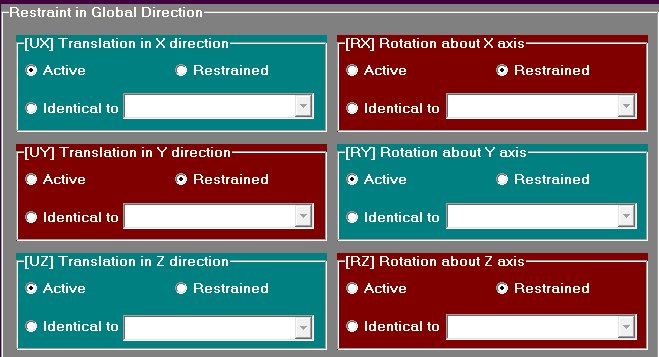 Restraint in Global Direction
[UX] Translation in X direction
Active Restrained
Identical to
[RX] Rotation about X axis
Active Restrained
Identical to
[UY] Translation in Y direction
Active Restrained
Identical to
[RY] Rotation about Y axis
Active Restrained
Identical to
[UZ] Translation in Z direction
Active Restrained
Identical to
[RZ] Rotation about Z axis
Active Restrained
Identical to